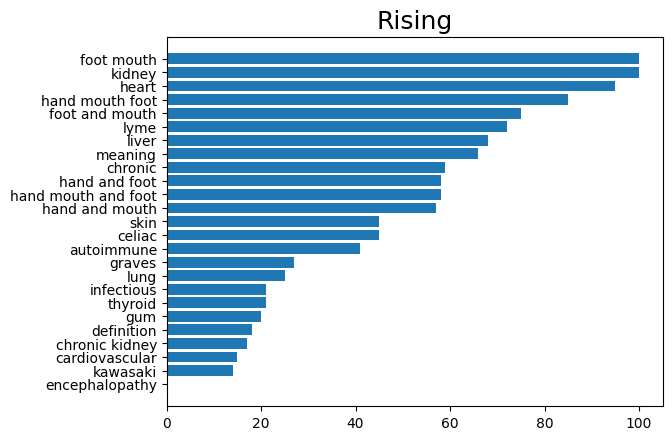 Rising
foot mouth
kidney
heart
hand mouth foot
foot and mouth
lyme
liver
meaning
chronic
hand and foot
hand mouth and foot
hand and mouth
skin
celiac
autoimmune
graves
lung
infectious
thyroid
gum
definition
chronic kidney
cardiovascular
kawasaki
encephalopathy
0 20 40 60 80 100